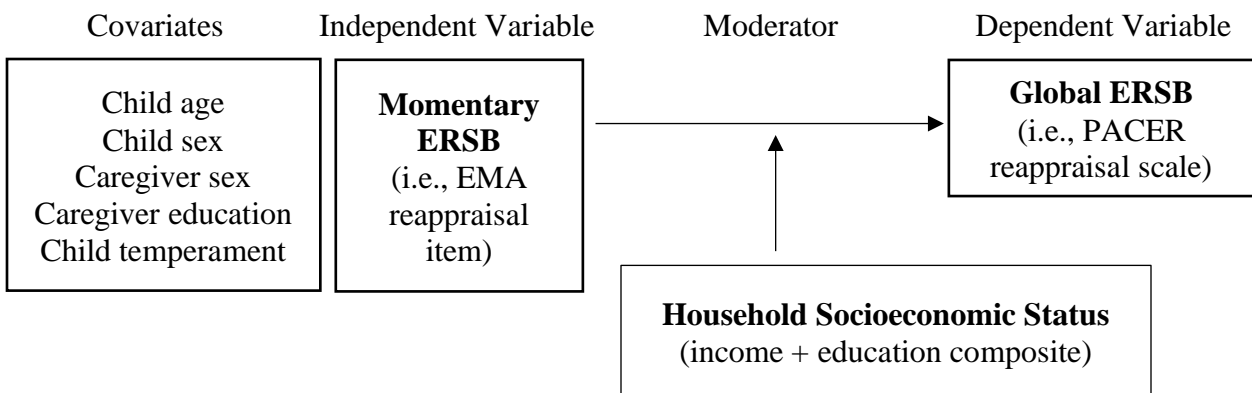 Covariates
Independent Variable
Moderator
Dependent Variable
Child age
Child sex
Caregiver sex
Caregiver education
Child temperament
Momentary
ERSB
(i.e., EMA
reappraisal
item)
Global ERSB
(i.e., PACER
reappraisal scale)
Household Socioeconomic Status
(income + education composite)